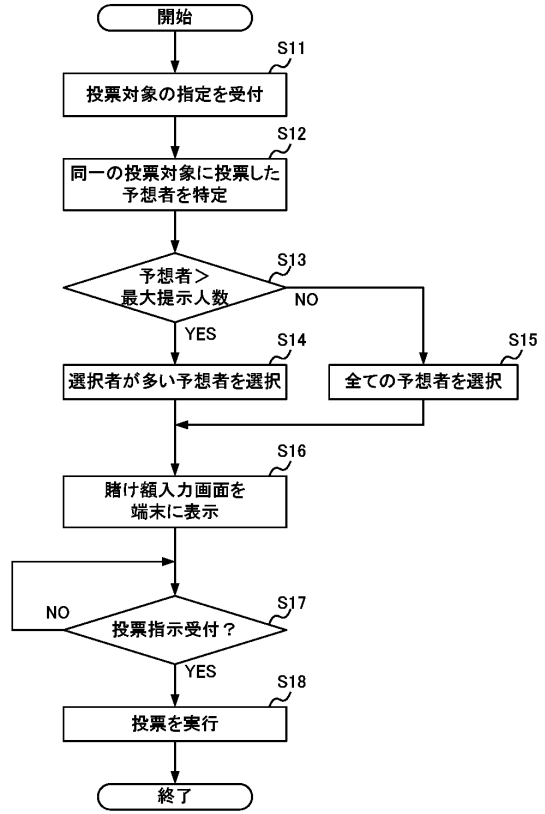 開始
S11
投票対象の指定を受付
S12
同一の投票対象に投票した
予想者を特定
S13
予想者＞
最大提示人数
NO
YES
S14
選択者が多い予想者を選択
S15
全ての予想者を選択
S16
賭け額入力画面を
端末に表示
S17
投票指示受付？
NO
YES
S18
投票を実行
終了